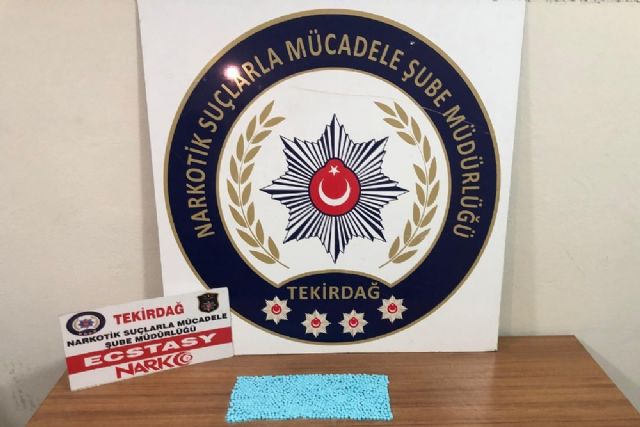 NARKOTİK SUÇLARLA MÜCADELE ŞUBE MÜDÜRLÜĞÜ
TEKİRDAĞ
TEKİRDAĞ
NARKOTİK SUÇLARLA MÜCADELE
ŞUBE MÜDÜRLÜĞÜ
ECSTASY
NARKO